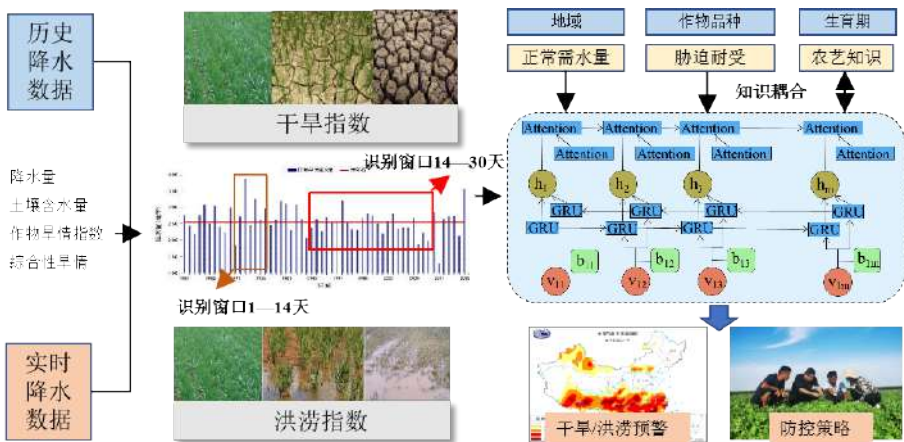 历史
降水
数据
降水量
土壤含水量
作物旱情指数
综合性旱情
实时
降水
数据
干旱指数
识别窗口14—30天
识别窗口1—14天
洪涝指数
地域
作物品种
生育期
正常需水量
胁迫耐受
农艺知识
知识耦合
Attention
Attention
Attention
Attention
Attention
Attention
Attention
Attention
h1
h2
h3
hm
GRU
GRU
GRU
GRU
GRU
GRU
GRU
GRU
b11
b12
b13
b1m
v11
v12
v13
v1m
干旱/洪涝预警
防控策略